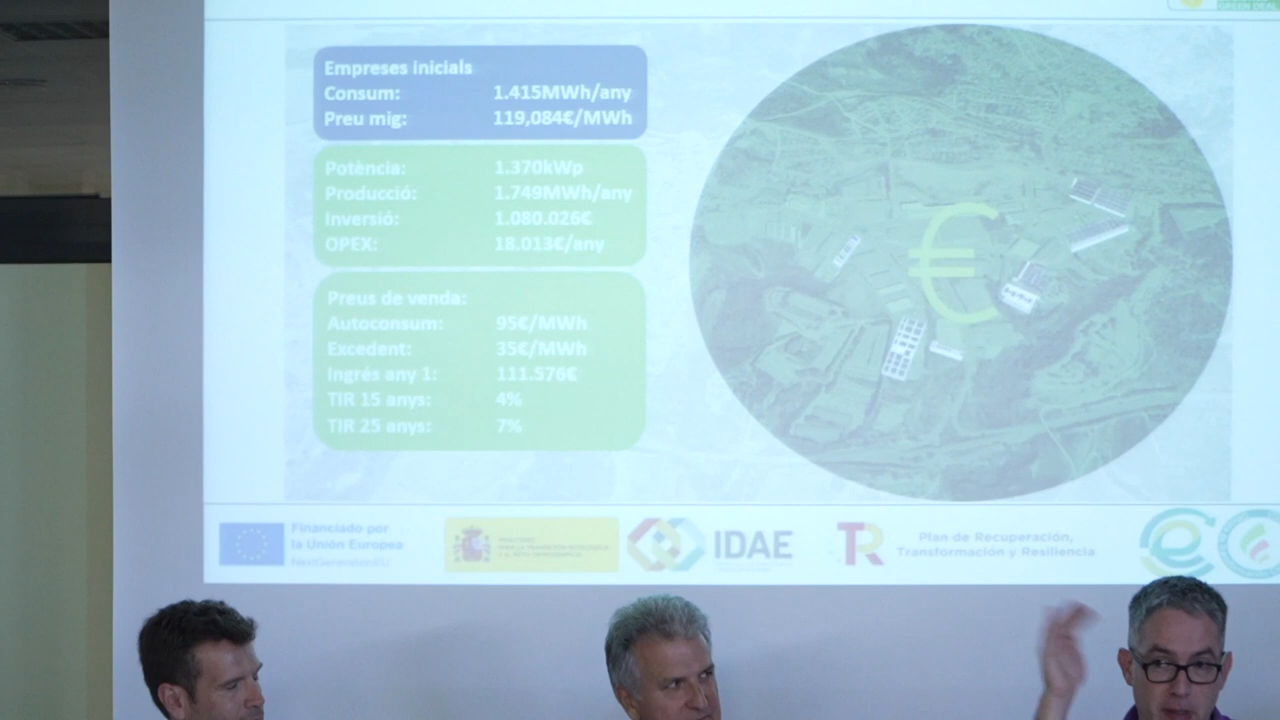 GREEN DEAL
Empreses inicials
Consum: 1.415MWh/any
Preu mig: 119,084€/MWh
Potència: 1.370kWp
Producció: 1.749MWh/any
Inversió: 1.080.026€
OPEX: 18.013€/any
Preus de venda:
Autoconsum: 95€/MWh
Excedent: 35€/MWh
Ingrés any 1: 111.576€
TIR 15 anys: 4%
TIR 25 anys: 7%
€
Financiado por
la Unión Europea
NextGenerationEU
IDAE
TR
Plan de Recuperación,
Transformación y Resiliencia